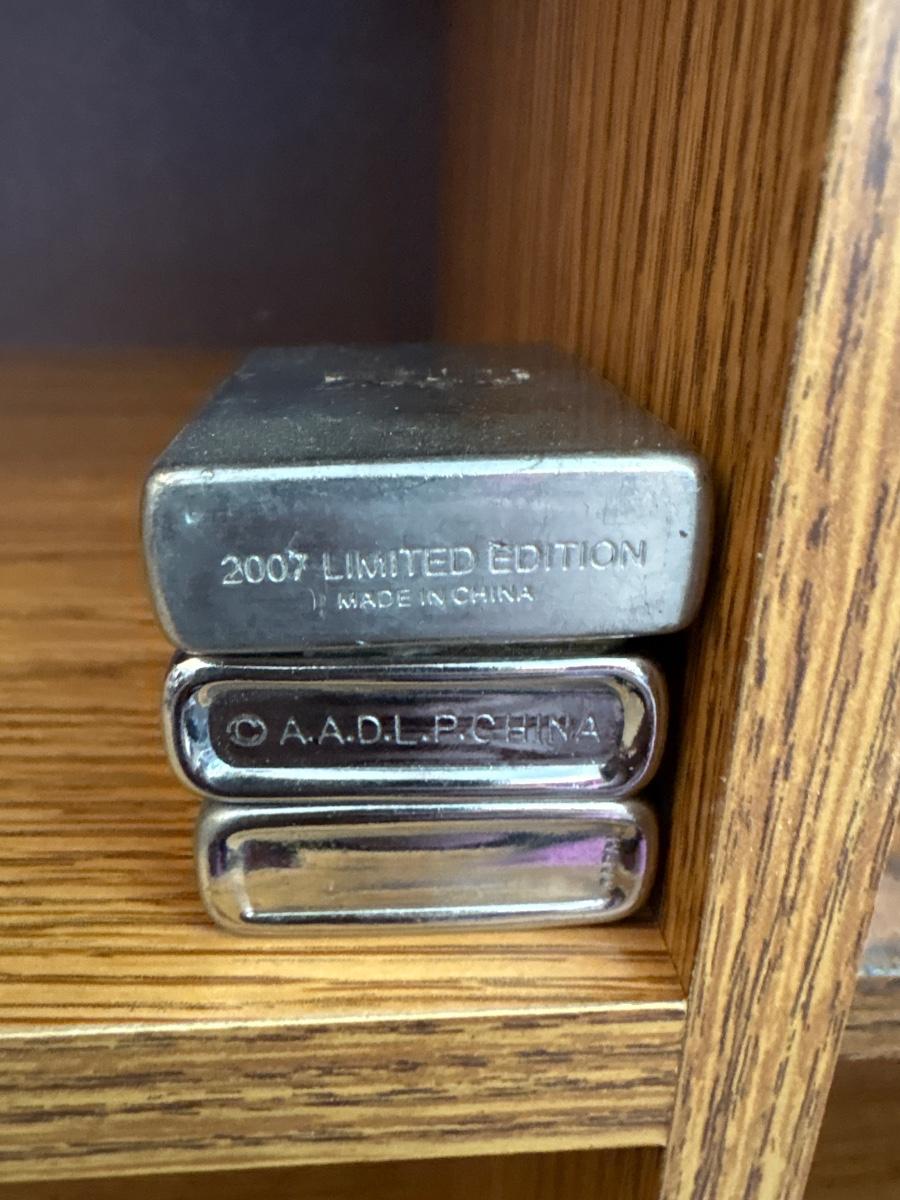 2007 LIMITED EDITION
MADE IN CHINA
© A.A.D.L.P.CHINA